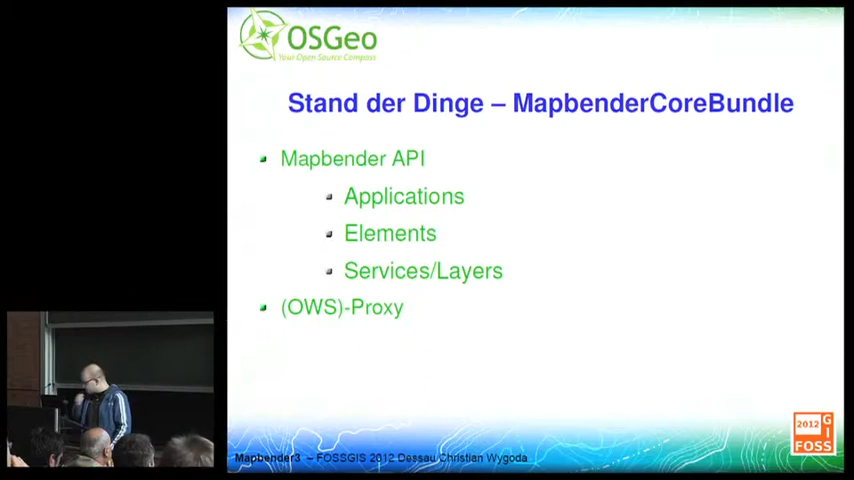 OSGeo
Your Open Source Compass
Stand der Dinge – MapbenderCoreBundle
Mapbender API
Applications
Elements
Services/Layers
(OWS)-Proxy
2012
GIS
FOSS
Mapbender3 – FOSSGIS 2012 Dessau Christian Wygoda